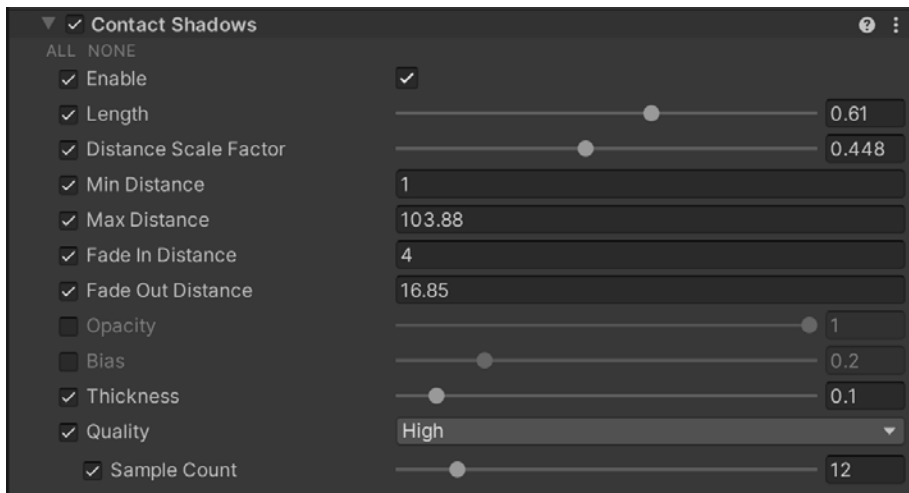 Contact Shadows
ALL NONE
Enable
Length 0.61
Distance Scale Factor 0.448
Min Distance 1
Max Distance 103.88
Fade In Distance 4
Fade Out Distance 16.85
Opacity 1
Bias 0.2
Thickness 0.1
Quality High
Sample Count 12